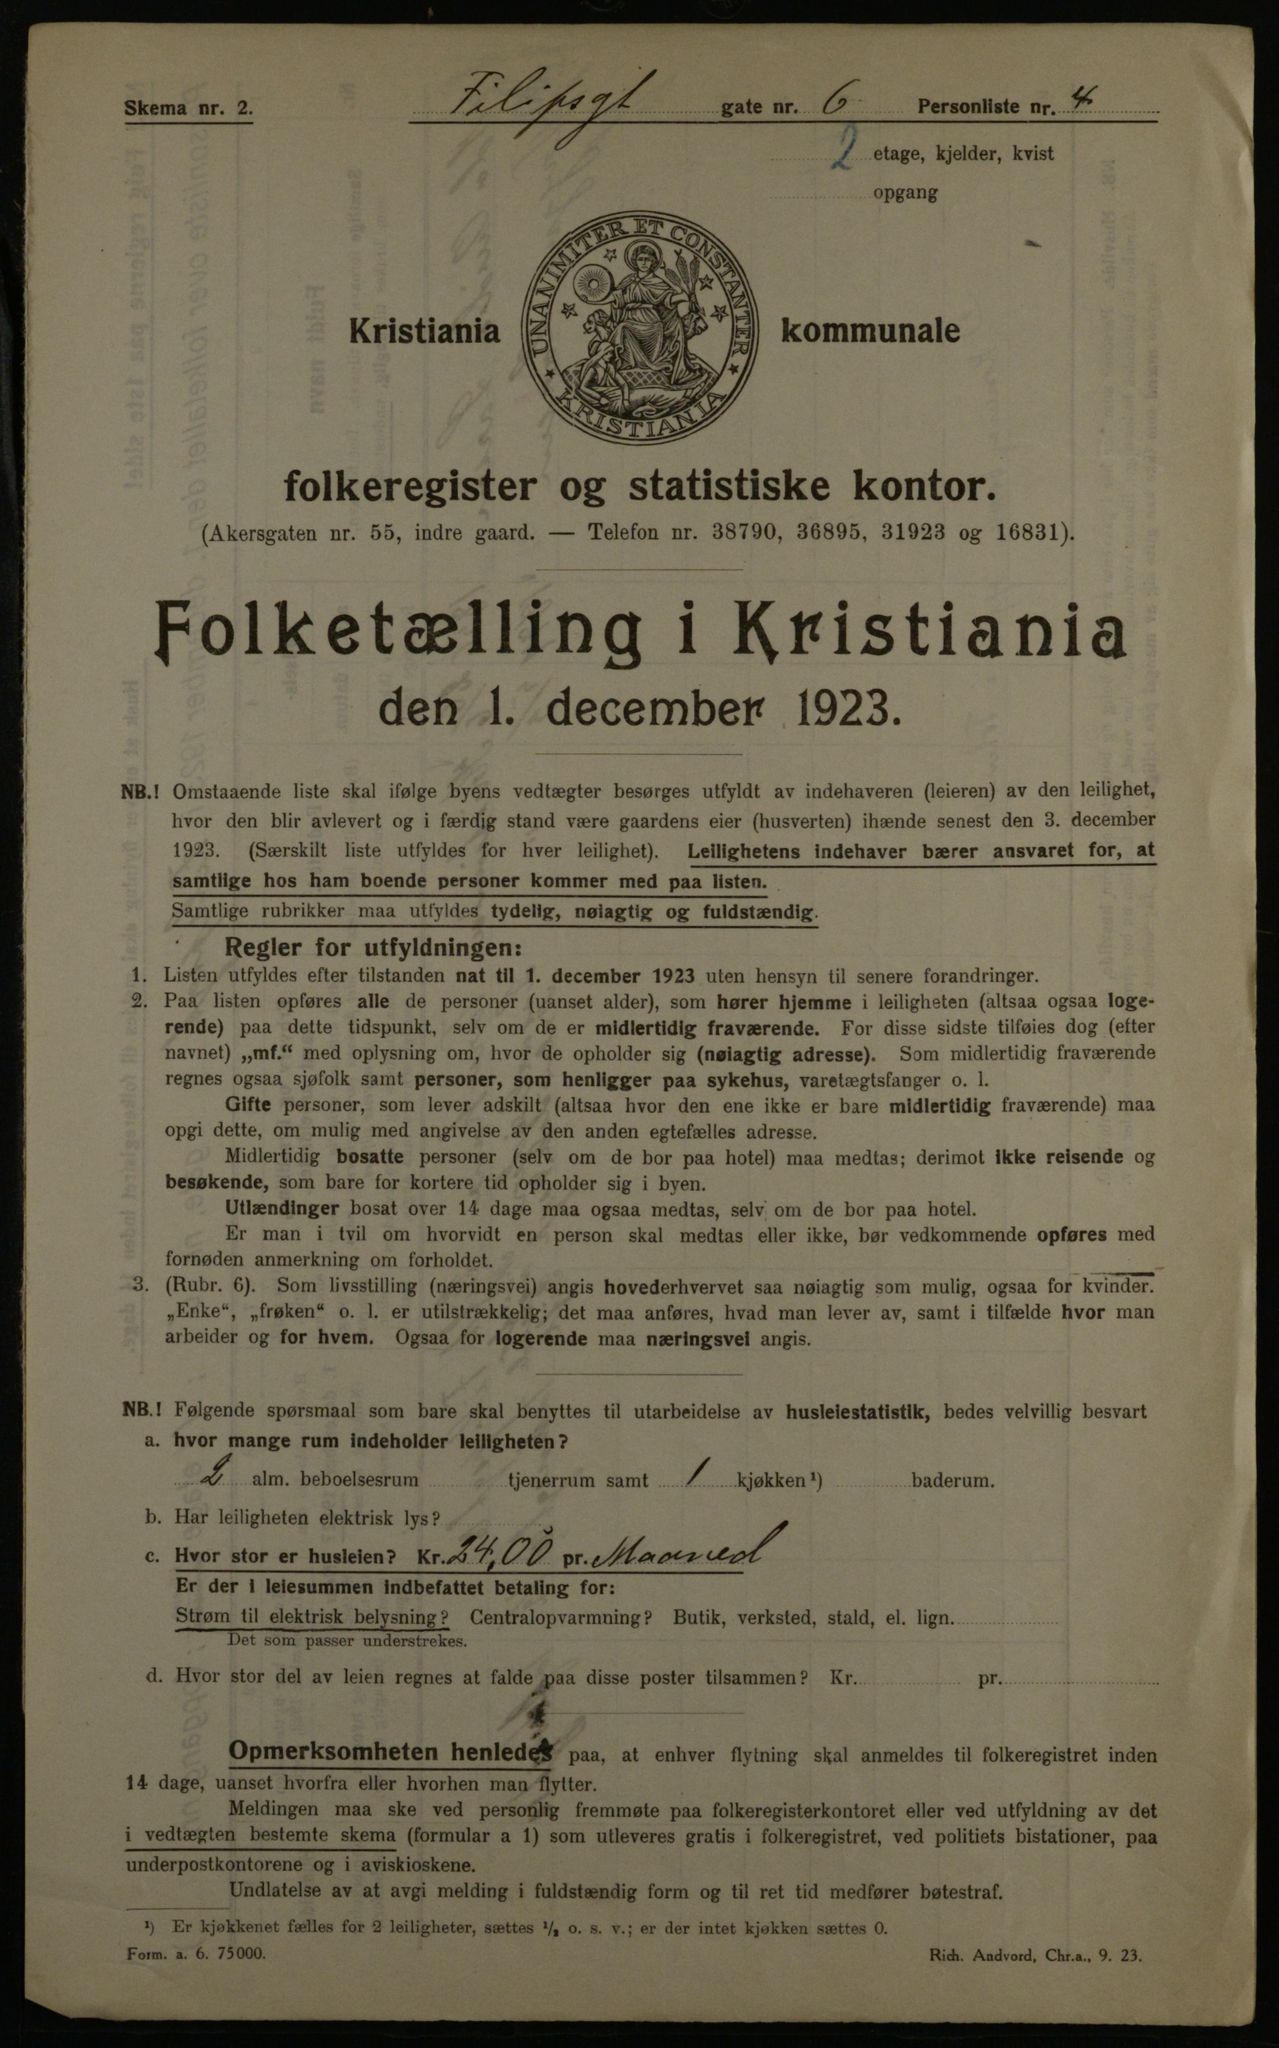 Skema nr. 2. Filipsgt gate nr. 6 Personliste nr. 4
2 etage, kjelder, kvist
opgang
UNANIMITER ET CONSTANTER
KRISTIANIA
Kristiania kommunale
folkeregister og statistiske kontor.
(Akersgaten nr. 55, indre gaard. — Telefon nr. 38790, 36895, 31923 og 16831).
Folketælling i Kristiania
den 1. december 1923.
NB.! Omstaaende liste skal ifølge byens vedtægter besørges utfyldt av indehaveren (leieren) av den leilighet,
hvor den blir avlevert og i færdig stand være gaardens eier (husverten) ihænde senest den 3. december
1923. (Særskilt liste utfyldes for hver leilighet). Leilighetens indehaver bærer ansvaret for, at
samtlige hos ham boende personer kommer med paa listen.
Samtlige rubrikker maa utfyldes tydelig, nøiagtig og fuldstændig.
Regler for utfyldningen:
1. Listen utfyldes efter tilstanden nat til 1. december 1923 uten hensyn til senere forandringer.
2. Paa listen opføres alle de personer (uanset alder), som hører hjemme i leiligheten (altsaa ogsaa loge-
rende) paa dette tidspunkt, selv om de er midlertidig fraværende. For disse sidste tilføies dog (efter
navnet) „mf.“ med oplysning om, hvor de opholder sig (nøiagtig adresse). Som midlertidig fraværende
regnes ogsaa sjøfolk samt personer, som henligger paa sykehus, varetægtsfanger o. l.
Gifte personer, som lever adskilt (altsaa hvor den ene ikke er bare midlertidig fraværende) maa
opgi dette, om mulig med angivelse av den anden egtefælles adresse.
Midlertidig bosatte personer (selv om de bor paa hotel) maa medtas; derimot ikke reisende og
besøkende, som bare for kortere tid opholder sig i byen.
Utlændinger bosat over 14 dage maa ogsaa medtas, selv om de bor paa hotel.
Er man i tvil om hvorvidt en person skal medtas eller ikke, bør vedkommende opføres med
fornøden anmerkning om forholdet.
3. (Rubr. 6). Som livsstilling (næringsvei) angis hovederhvervet saa nøiagtig som mulig, ogsaa for kvinder.
„Enke“, „frøken“ o. l. er utilstrækkelig; det maa anføres, hvad man lever av, samt i tilfælde hvor man
arbeider og for hvem. Ogsaa for logerende maa næringsvei angis.
NB.! Følgende spørsmaal som bare skal benyttes til utarbeidelse av husleiestatistik, bedes velvillig besvart
a. hvor mange rum indeholder leiligheten?
2 alm. beboelsesrum tjenerrum samt 1 kjøkken¹) baderum.
b. Har leiligheten elektrisk lys?
c. Hvor stor er husleien? Kr. 24,00 pr. Maaned
Er der i leiesummen indbefattet betaling for:
Strøm til elektrisk belysning? Centralopvarmning? Butik, verksted, stald, el. lign.
Det som passer understrekes.
d. Hvor stor del av leien regnes at falde paa disse poster tilsammen? Kr. pr.
Opmerksomheten henledes paa, at enhver flytning skal anmeldes til folkeregistret inden
14 dage, uanset hvorfra eller hvorhen man flytter.
Meldingen maa ske ved personlig fremmøte paa folkeregisterkontoret eller ved utfyldning av det
i vedtægten bestemte skema (formular a 1) som utleveres gratis i folkeregistret, ved politiets bistationer, paa
underpostkontorene og i aviskioskene.
Undlatelse av at avgi melding i fuldstændig form og til ret tid medfører bøtestraf.
¹) Er kjøkkenet fælles for 2 leiligheter, sættes ½ o. s. v.; er der intet kjøkken sættes 0.
Form. a. 6. 75000. Rich. Andvord, Chr.a., 9. 23.